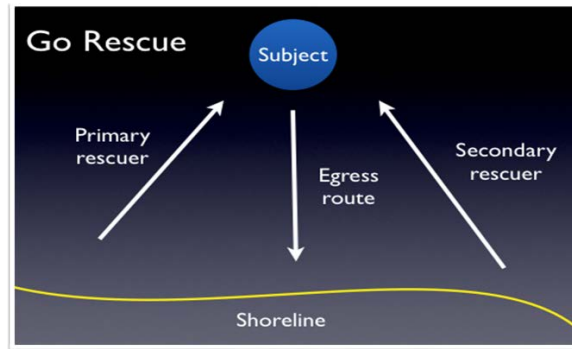 Go Rescue
Subject
Primary
rescuer
Egress
route
Secondary
rescuer
Shoreline